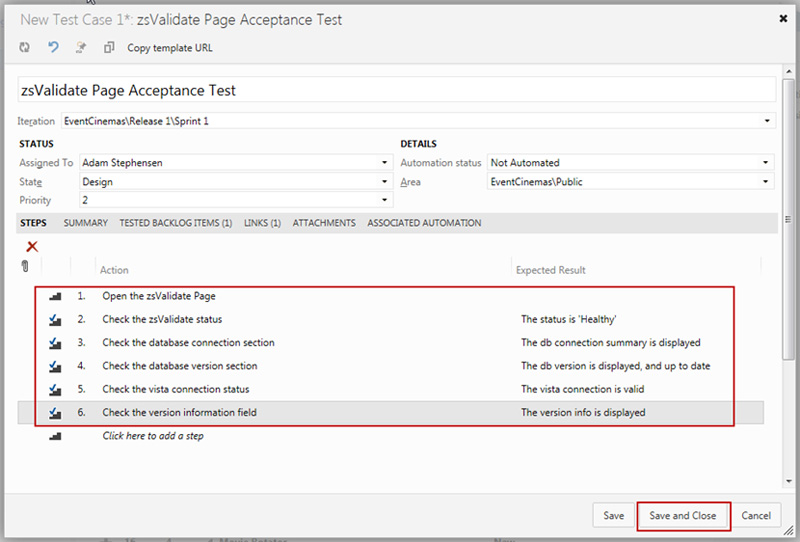 New Test Case 1*: zsValidate Page Acceptance Test
Copy template URL
zsValidate Page Acceptance Test
Iteration EventCinemas\Release 1\Sprint 1
STATUS DETAILS
Assigned To Adam Stephensen Automation status Not Automated
State Design Area EventCinemas\Public
Priority 2
STEPS SUMMARY TESTED BACKLOG ITEMS (1) LINKS (1) ATTACHMENTS ASSOCIATED AUTOMATION
Action Expected Result
1. Open the zsValidate Page
2. Check the zsValidate status The status is 'Healthy'
3. Check the database connection section The db connection summary is displayed
4. Check the database version section The db version is displayed, and up to date
5. Check the vista connection status The vista connection is valid
6. Check the version information field The version info is displayed
Click here to add a step
Save Save and Close Cancel